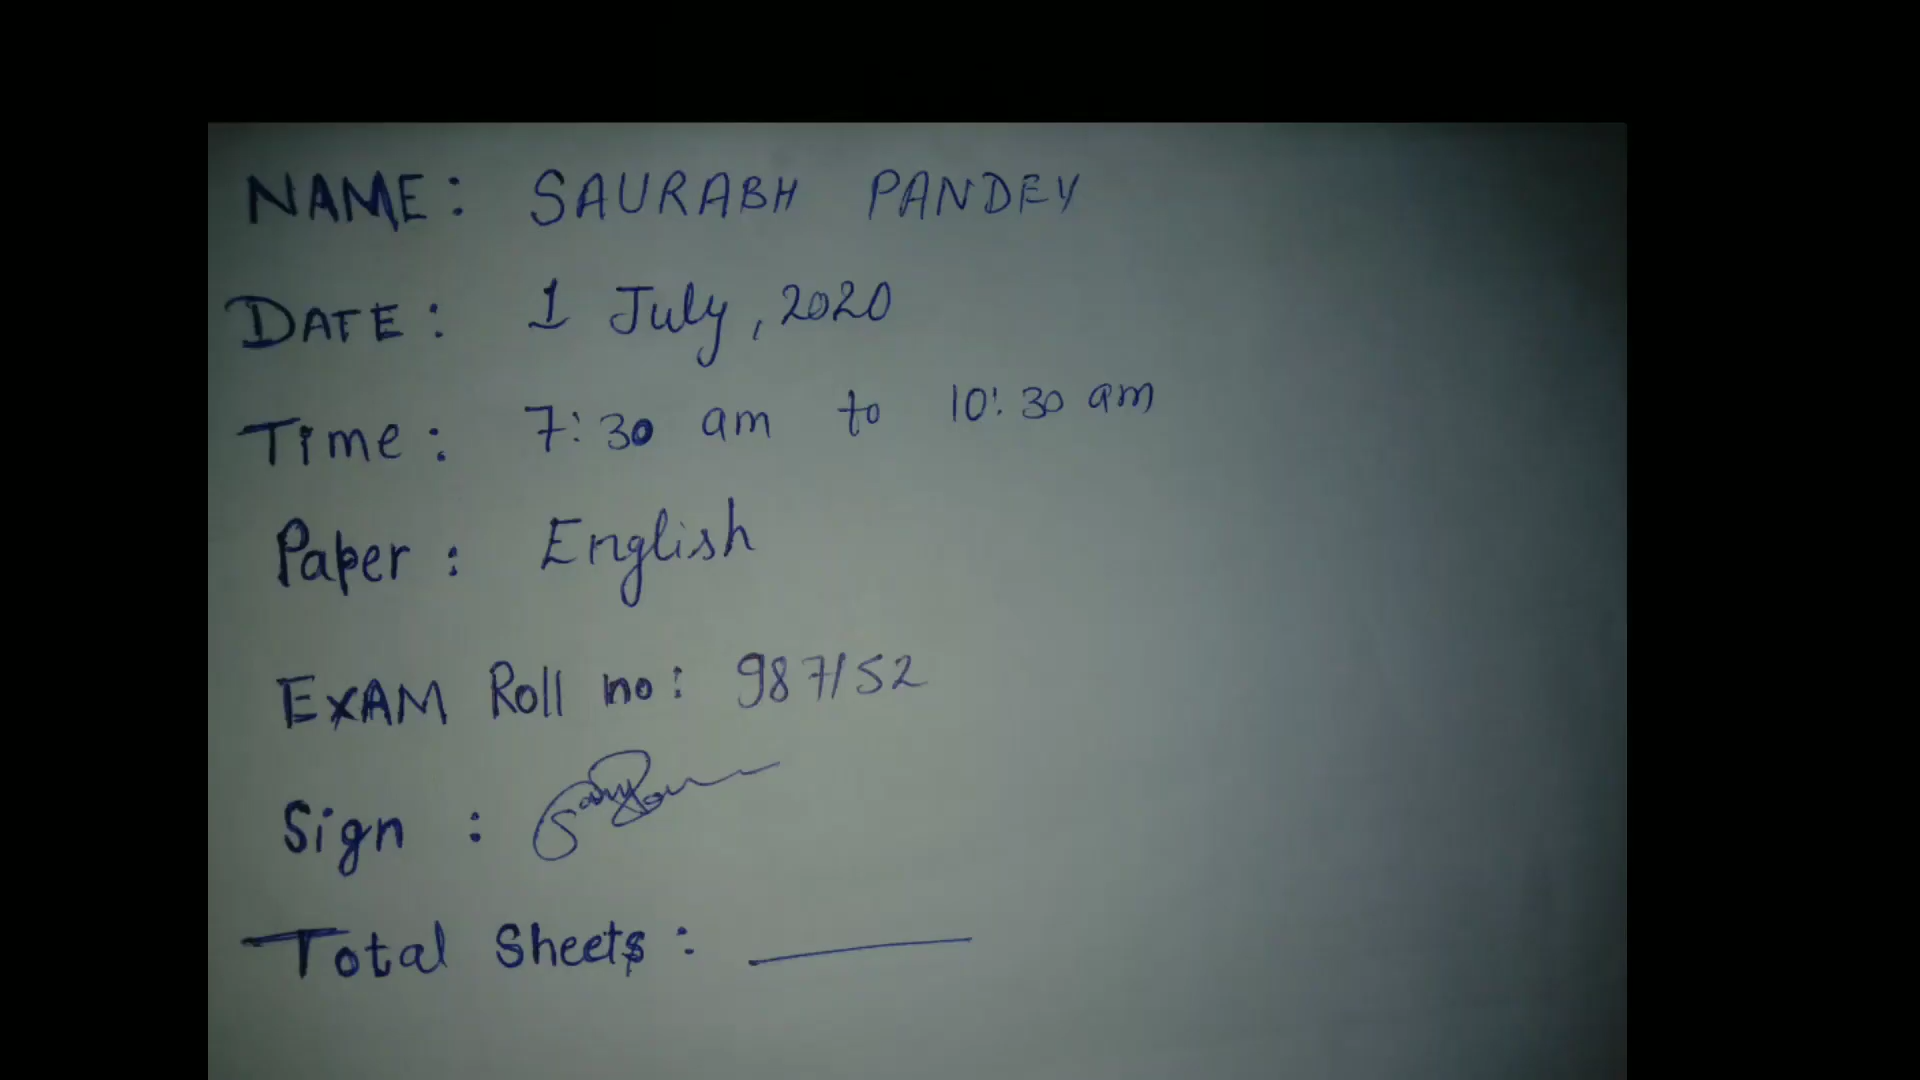 NAME: SAURABH PANDEY
DATE: 1 July, 2020
Time: 7:30 am to 10:30 am
Paper: English
EXAM Roll no: 987152
Sign :
Total Sheets: ______